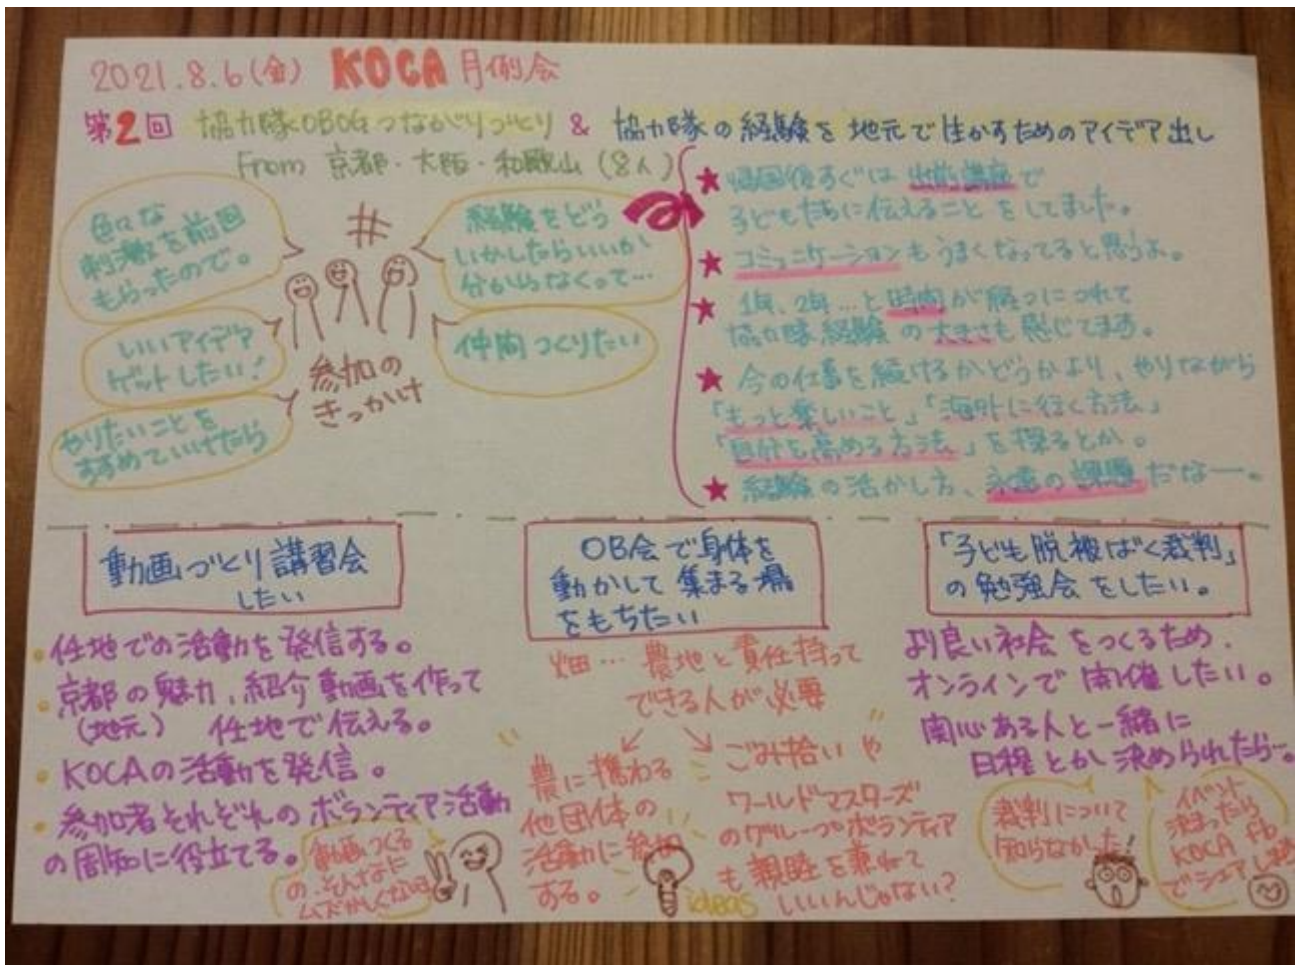 2021.8.6(金) KOCA 月例会
第2回 協力隊OBOGつながりづくり & 協力隊の経験を地元で生かすためのアイデア出し
From 京都・大阪・和歌山 (8人)
色々な
刺激を前回
もらったので。
いいアイデア
ゲットしたい!
やりたいことを
すすめていけたら
#
参加の
きっかけ
経験をどう
いかしたらいいか
分からなくって…
仲間つくりたい
★ 帰国後すぐは出前講座で
子どもたちに伝えることをしてました。
★ コミュニケーションもうまくなってると思うよ。
★ 1年、2年…と時間が経つにつれて
協力隊経験の大きさも感じてます。
★ 今の仕事を続けるかどうかより、やりながら
「もっと楽しいこと」「海外に行く方法」
「自分を高める方法」を探るとか。
★ 経験の活かし方、永遠の課題だなー。
動画づくり講習会
したい
・任地での活動を発信する。
・京都の魅力、紹介動画を作って
(地元) 任地で伝える。
・KOCAの活動を発信。
・参加者それぞれのボランティア活動
の周知に役立てる。
動画つくる
の、そんなに
ムズかしくないよ
OB会で身体を
動かして集まる場
をもちたい
畑…農地と責任持って
できる人が必要
農に携わる
他団体の
活動に参加
する。
ごみ拾いや
ワールドマスターズ
のグループボランティア
も親睦を兼ねて
いいんじゃない?
ideas
「子ども脱被ばく裁判」
の勉強会をしたい。
より良い社会をつくるため、
オンラインで開催したい。
関心ある人と一緒に
日程とか決められたらー。
裁判について
知らなかった
イベント
決まったら
KOCA fb
でシェアします